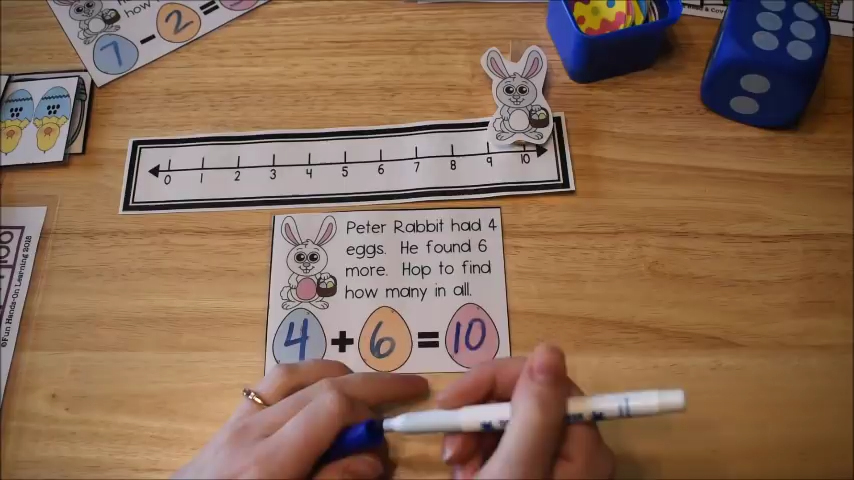 how
7 - 2 =
0 1 2 3 4 5 6 7 8 9 10
Peter Rabbit had 4
eggs. He found 6
more. Hop to find
how many in all.
4 + 6 = 10
©Fun Hands-On Learning 2018